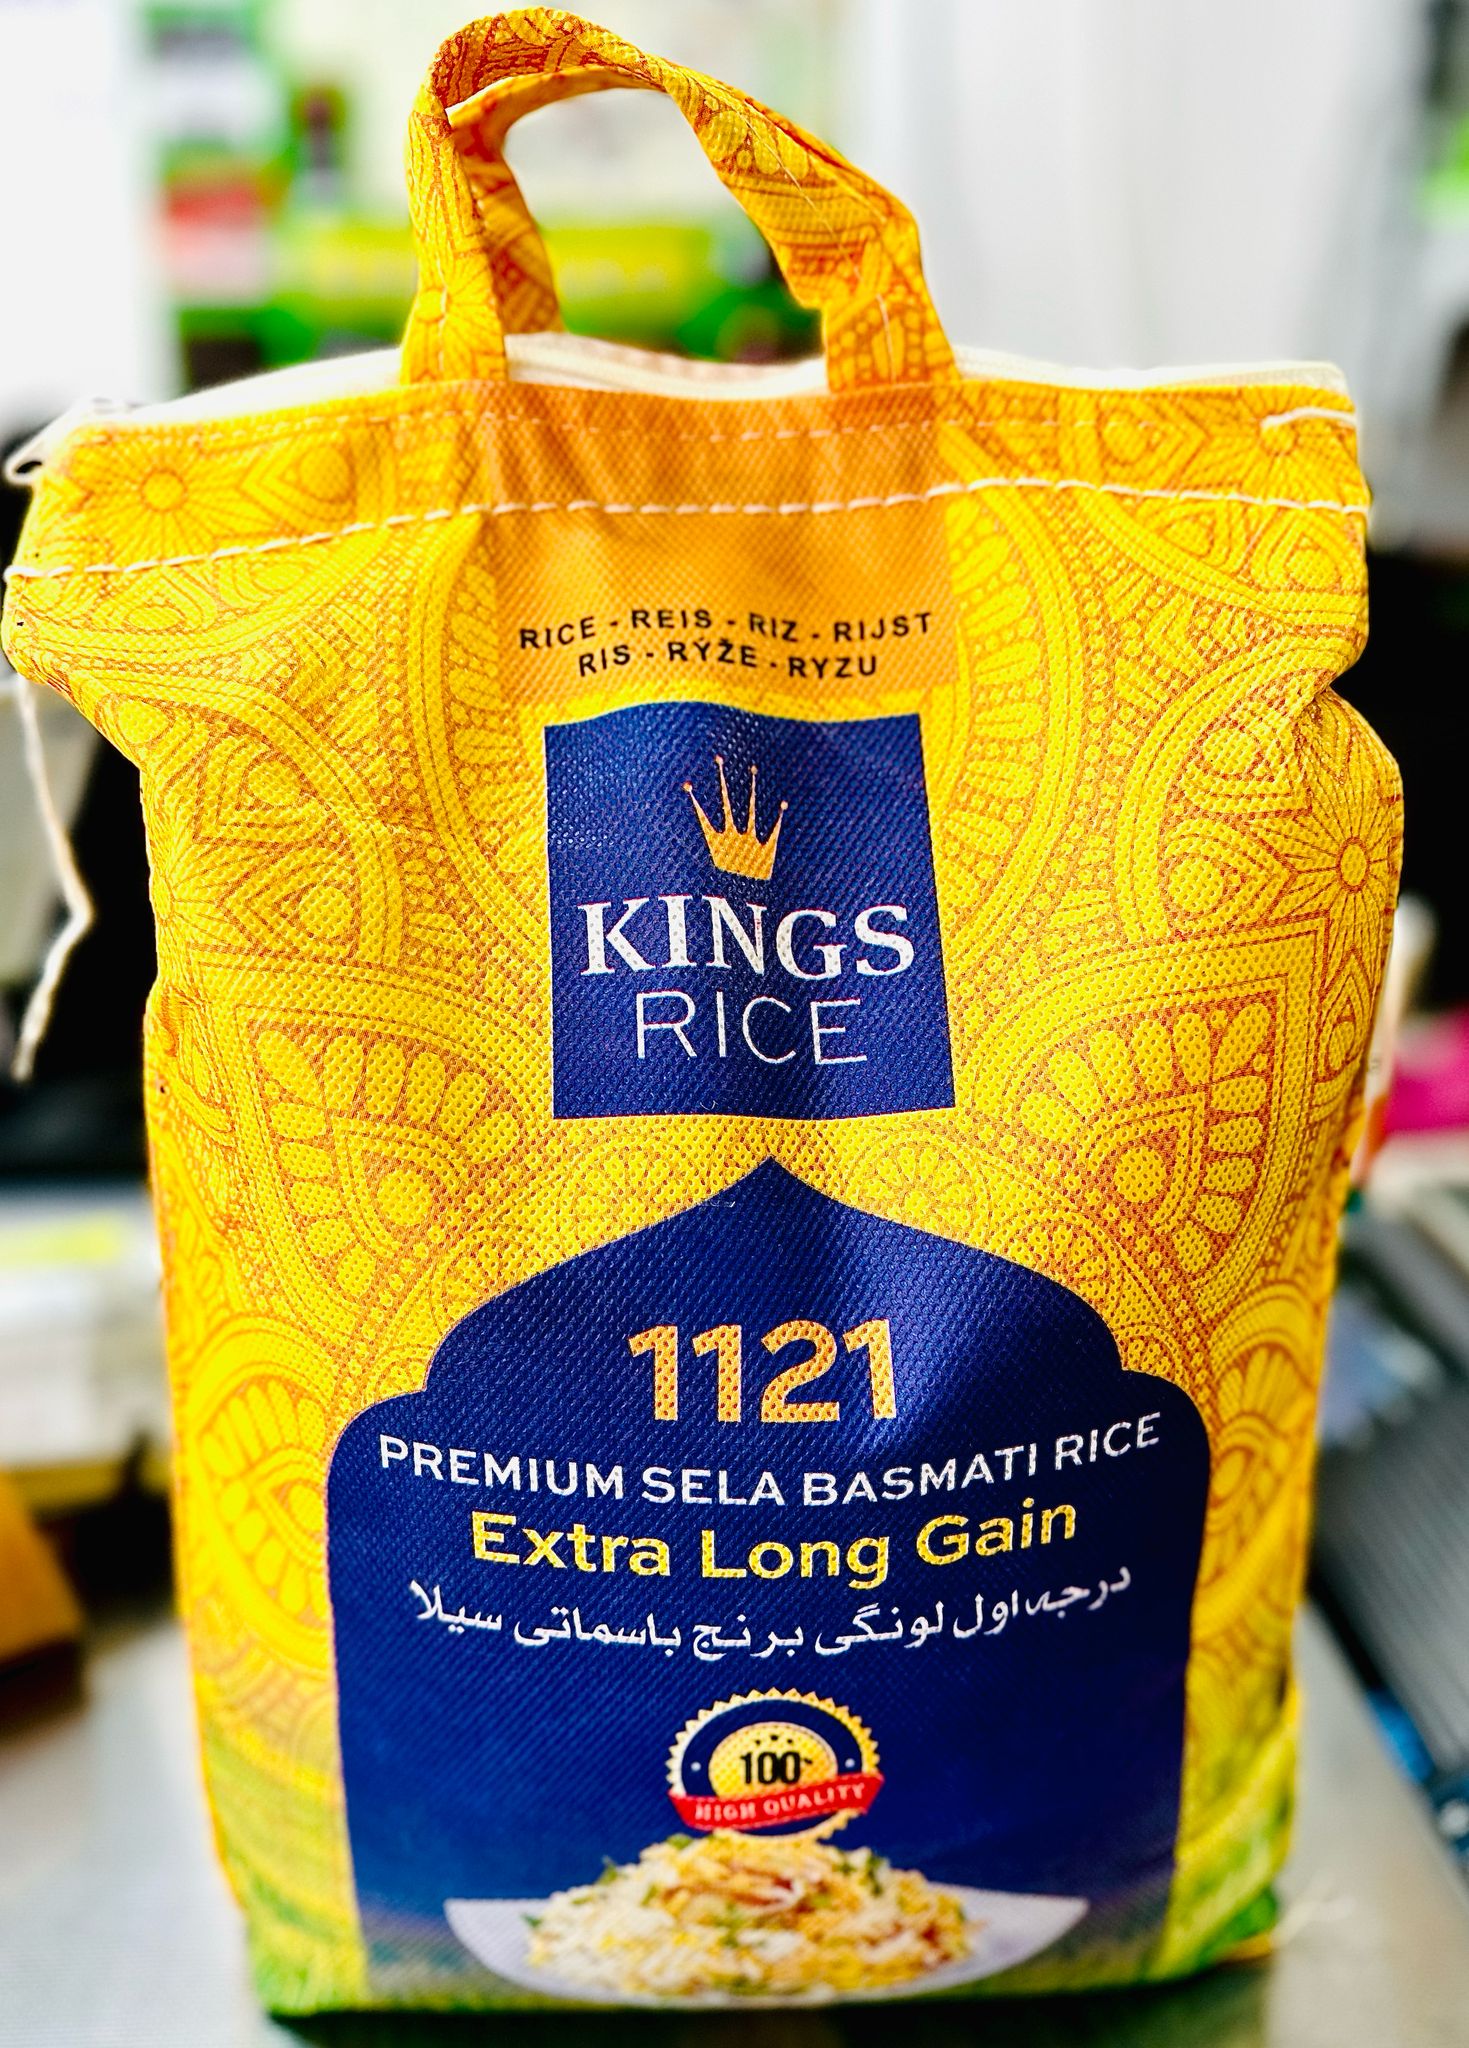 RICE - REIS - RIZ - RIJST
RIS - RÝŽE - RYZU
KINGS
RICE
1121
PREMIUM SELA BASMATI RICE
Extra Long Gain
درجه اول لونگی برنج باسماتی سیلا
100%
HIGH QUALITY